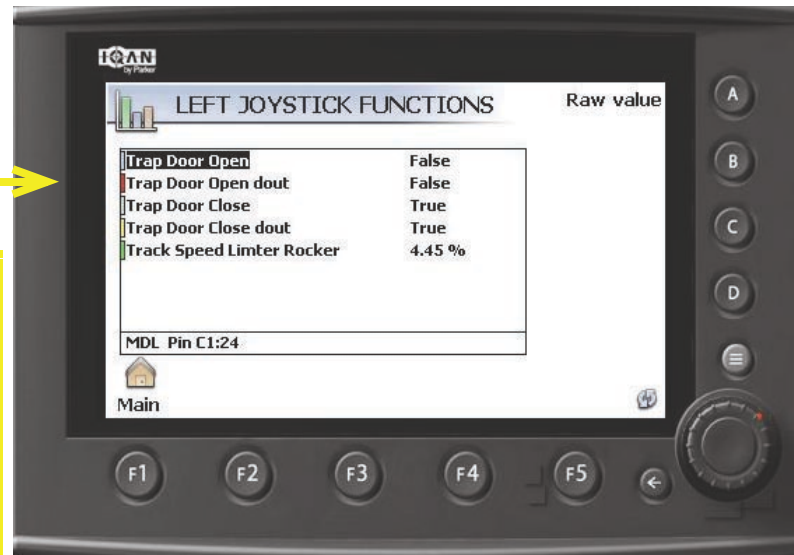 IQAN
by Parker
LEFT JOYSTICK FUNCTIONS
Raw value
Trap Door Open False
Trap Door Open dout False
Trap Door Close True
Trap Door Close dout True
Track Speed Limter Rocker 4.45 %
MDL Pin C1:24
Main
A
B
C
D
F1 F2 F3 F4 F5